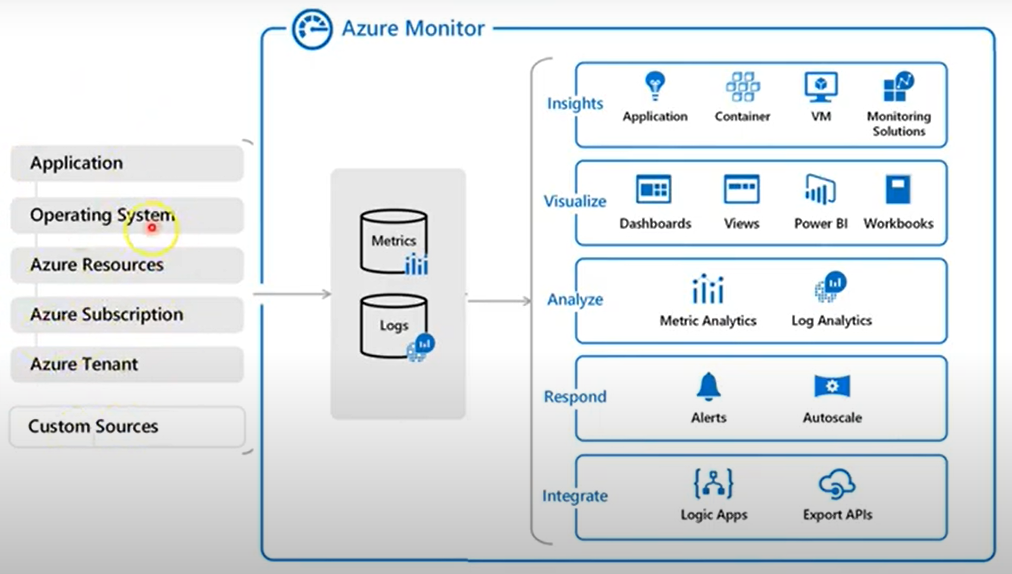 Azure Monitor
Application
Operating System
Azure Resources
Azure Subscription
Azure Tenant
Custom Sources
Metrics
Logs
Insights
Application
Container
VM
Monitoring
Solutions
Visualize
Dashboards
Views
Power BI
Workbooks
Analyze
Metric Analytics
Log Analytics
Respond
Alerts
Autoscale
Integrate
Logic Apps
Export APIs